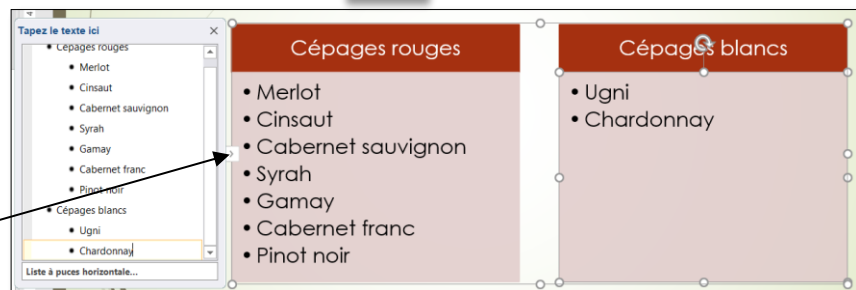 Tapez le texte ici
Cépages rouges
Merlot
Cinsaut
Cabernet sauvignon
Syrah
Gamay
Cabernet franc
Pinot noir
Cépages blancs
Ugni
Chardonnay
Liste à puces horizontale...
Cépages rouges
• Merlot
• Cinsaut
• Cabernet sauvignon
• Syrah
• Gamay
• Cabernet franc
• Pinot noir
Cépages blancs
• Ugni
• Chardonnay